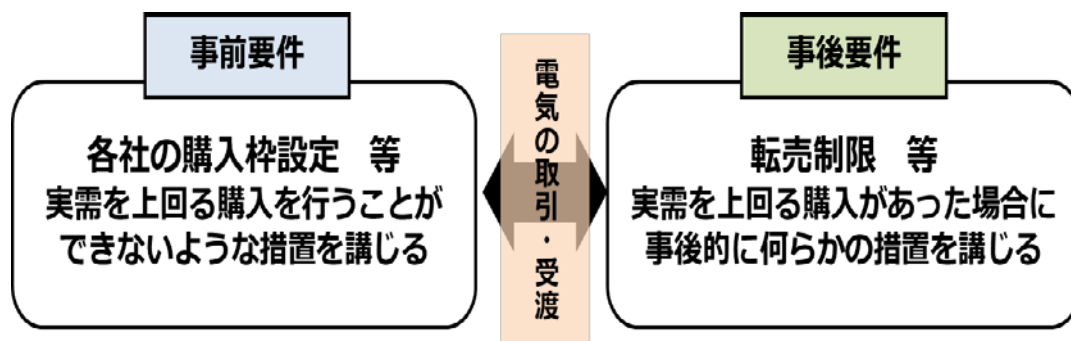 事前要件
各社の購入枠設定　等
実需を上回る購入を行うことが
できないような措置を講じる
電気の取引・受渡
事後要件
転売制限　等
実需を上回る購入があった場合に
事後的に何らかの措置を講じる